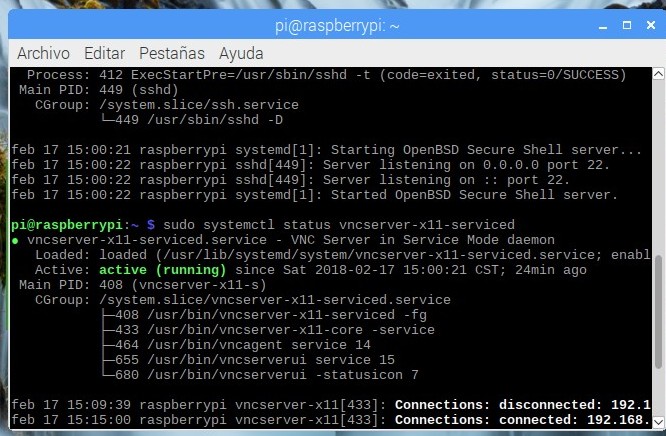 pi@raspberrypi: ~
Archivo Editar Pestañas Ayuda
Process: 412 ExecStartPre=/usr/sbin/sshd -t (code=exited, status=0/SUCCESS)
Main PID: 449 (sshd)
CGroup: /system.slice/ssh.service
└─449 /usr/sbin/sshd -D
feb 17 15:00:21 raspberrypi systemd[1]: Starting OpenBSD Secure Shell server...
feb 17 15:00:22 raspberrypi sshd[449]: Server listening on 0.0.0.0 port 22.
feb 17 15:00:22 raspberrypi sshd[449]: Server listening on :: port 22.
feb 17 15:00:22 raspberrypi systemd[1]: Started OpenBSD Secure Shell server.
pi@raspberrypi:~ $ sudo systemctl status vncserver-x11-serviced
● vncserver-x11-serviced.service - VNC Server in Service Mode daemon
Loaded: loaded (/usr/lib/systemd/system/vncserver-x11-serviced.service; enabl
Active: active (running) since Sat 2018-02-17 15:00:21 CST; 24min ago
Main PID: 408 (vncserver-x11-s)
CGroup: /system.slice/vncserver-x11-serviced.service
├─408 /usr/bin/vncserver-x11-serviced -fg
├─433 /usr/bin/vncserver-x11-core -service
├─464 /usr/bin/vncagent service 14
├─655 /usr/bin/vncserverui service 15
└─680 /usr/bin/vncserverui -statusicon 7
feb 17 15:09:39 raspberrypi vncserver-x11[433]: Connections: disconnected: 192.1
feb 17 15:15:00 raspberrypi vncserver-x11[433]: Connections: connected: 192.168.